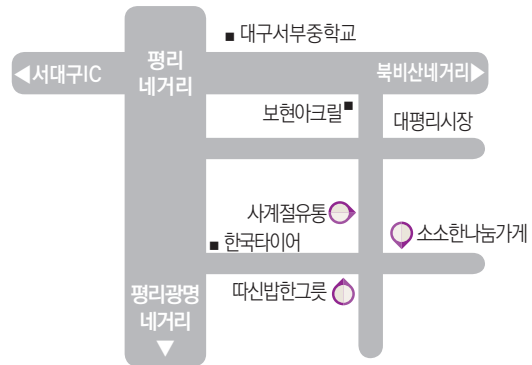 ■ 대구서부중학교
◀서대구IC
평리
네거리
북비산네거리▶
보현아크릴■
대평리시장
사계절유통
소소한나눔가게
■ 한국타이어
따신밥한그릇
평리광명
네거리
▼